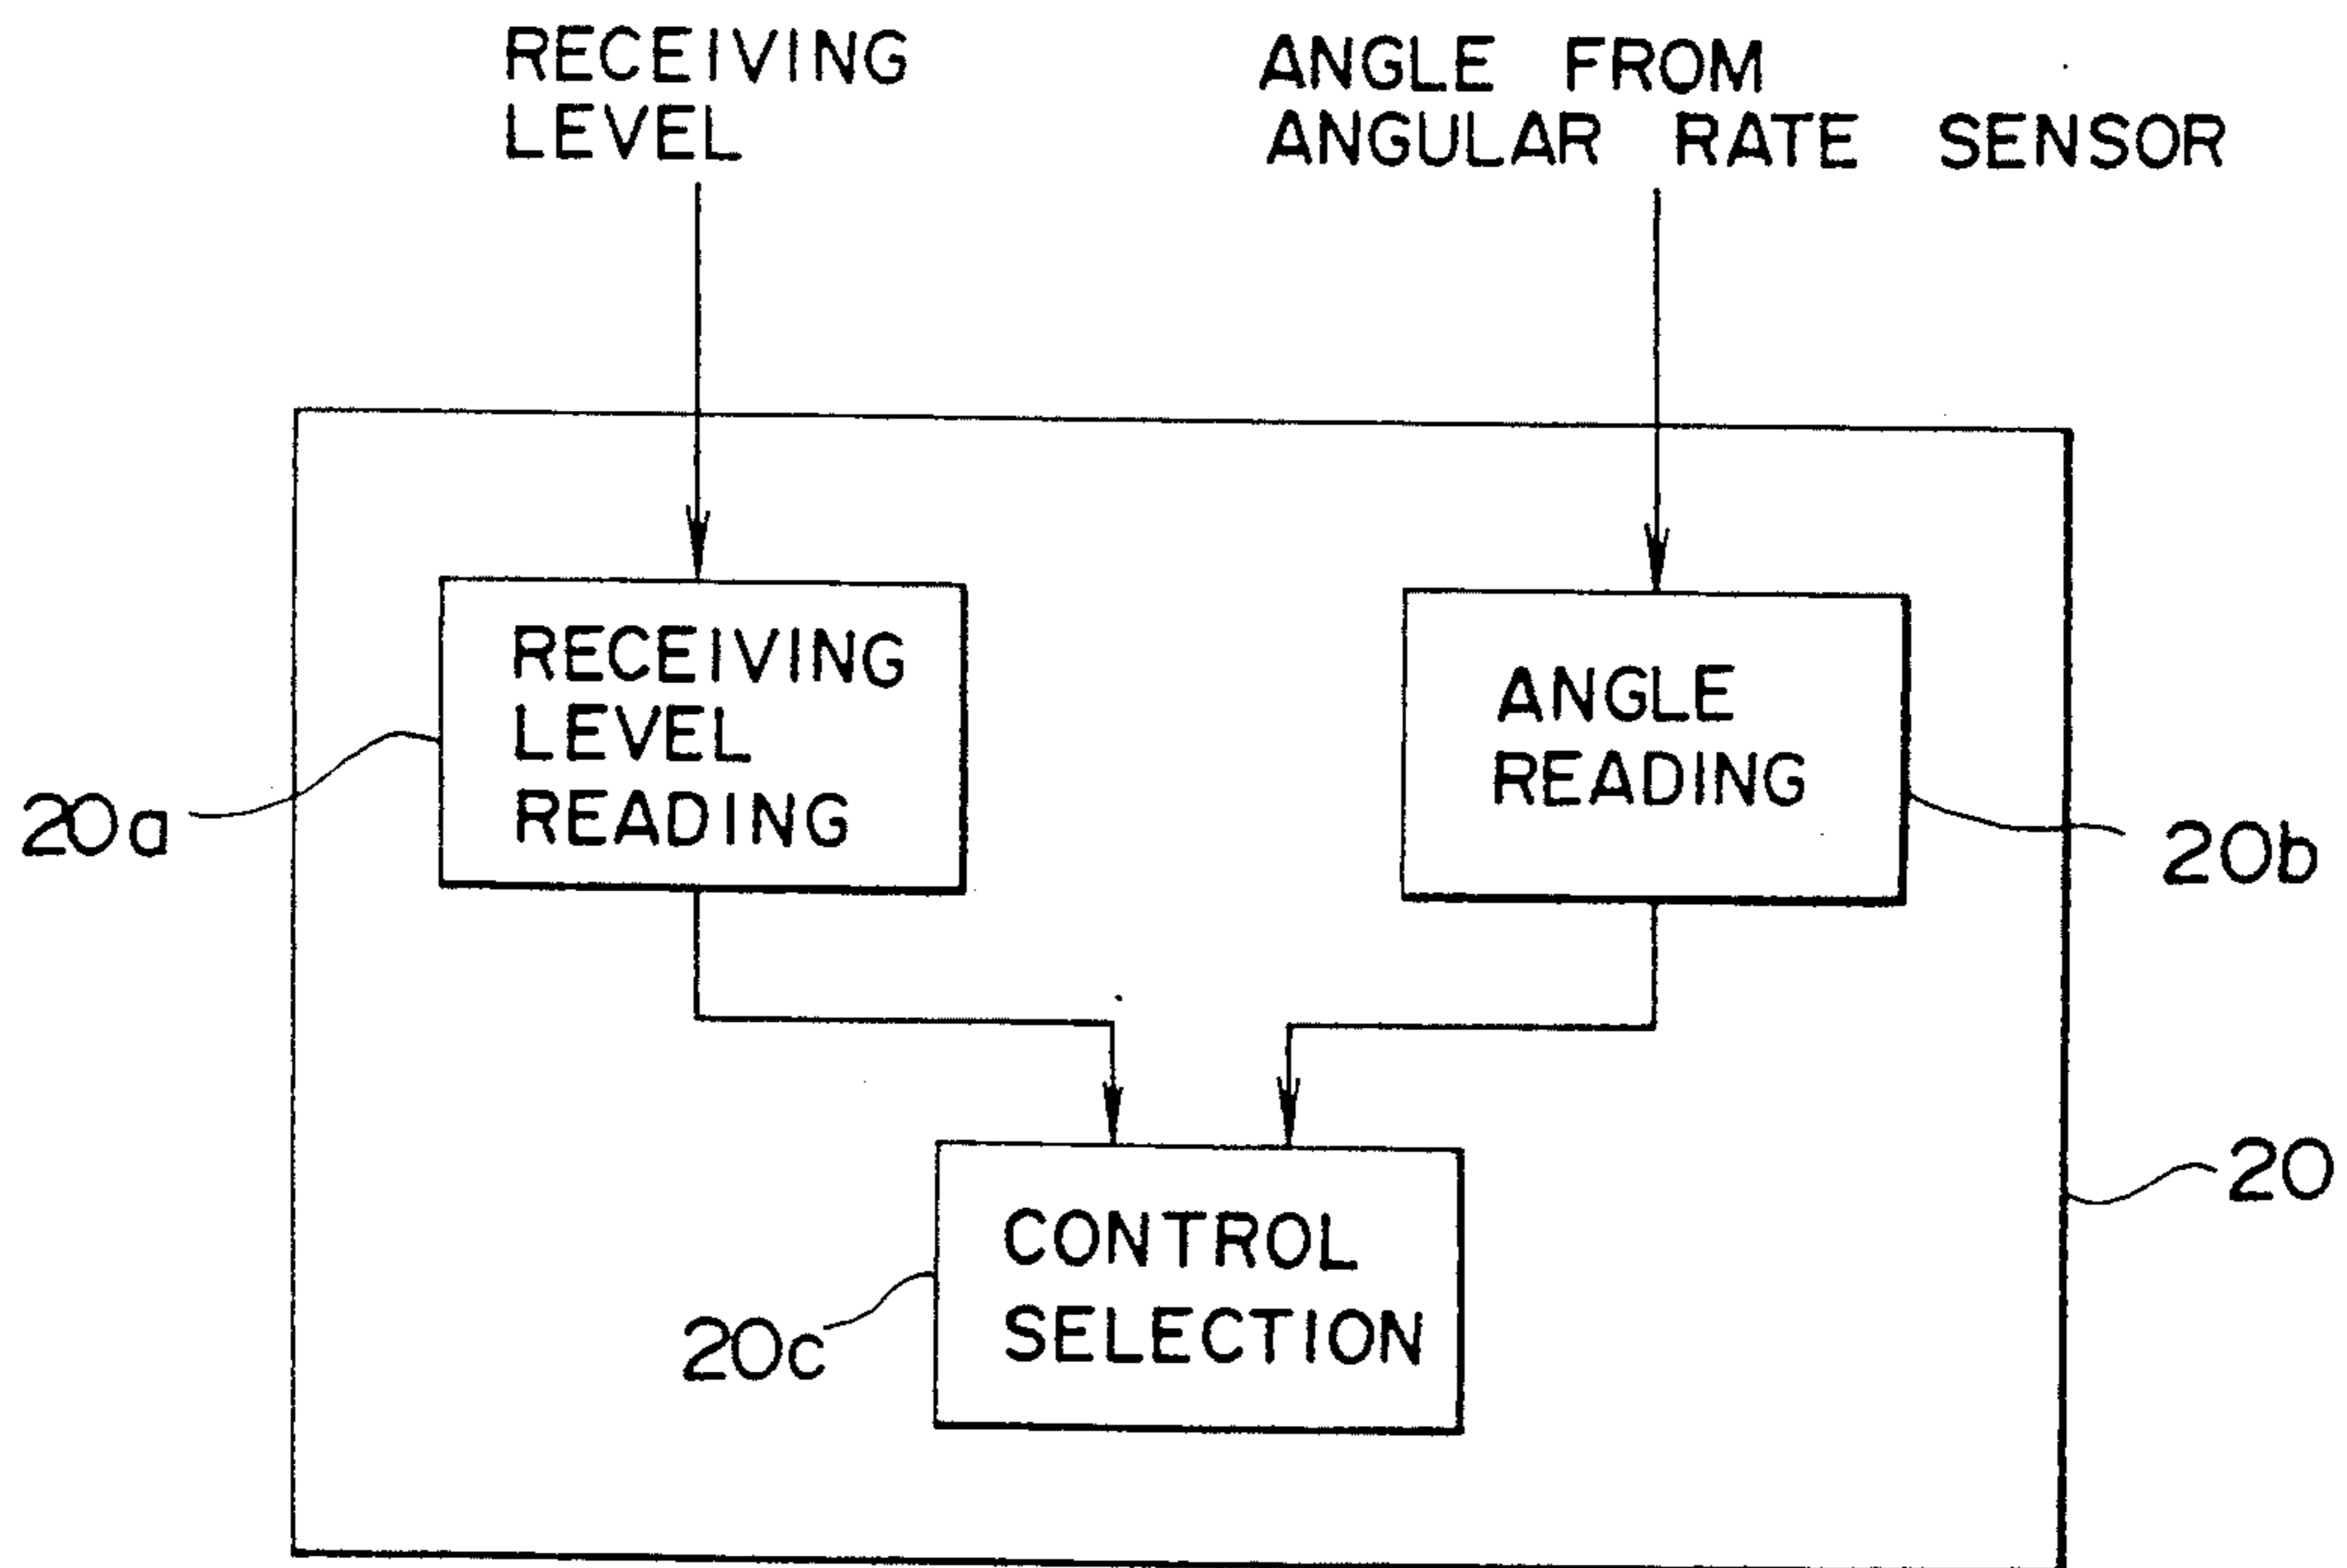 RECEIVING
LEVEL
ANGLE FROM
ANGULAR RATE SENSOR
RECEIVING
LEVEL
READING
20a
ANGLE
READING
20b
20
CONTROL
SELECTION
20c